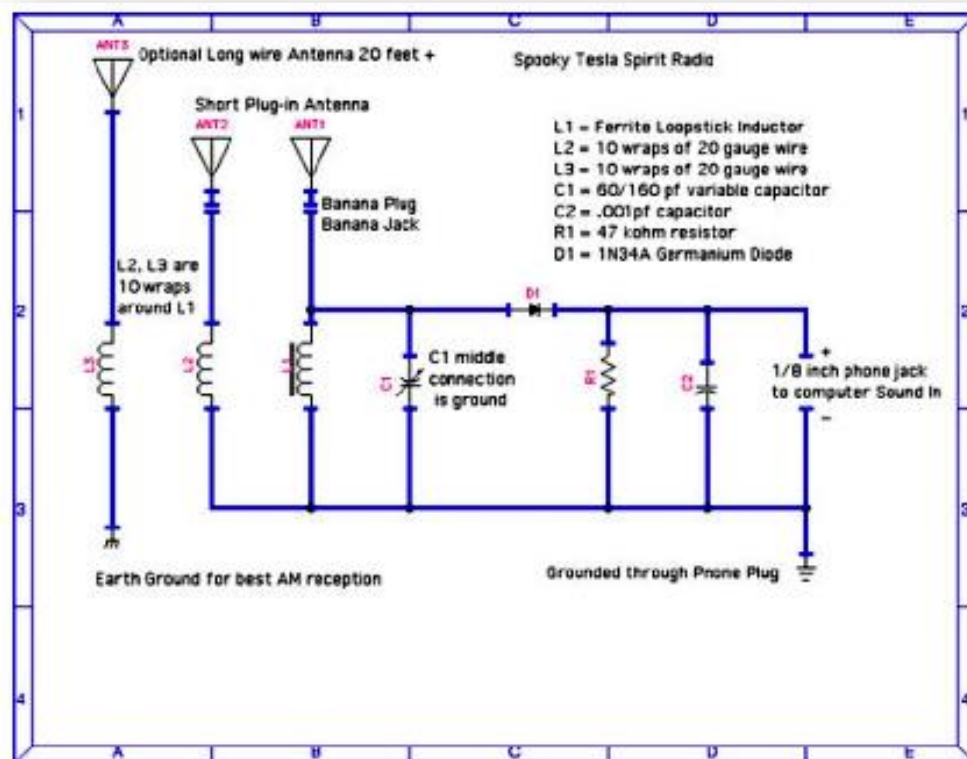 A B C D E
ANT3
Optional Long wire Antenna 20 feet +
Spooky Tesla Spirit Radio
1 1
Short Plug-in Antenna
ANT2 ANT1
L1 = Ferrite Loopstick Inductor
L2 = 10 wraps of 20 gauge wire
L3 = 10 wraps of 20 gauge wire
C1 = 60/160 pf variable capacitor
C2 = .001pf capacitor
R1 = 47 kohm resistor
D1 = 1N34A Germanium Diode
Banana Plug
Banana Jack
L2, L3 are
10 wraps
around L1
D1
2 2
L3 L2 L1 C1
C1 middle
connection
is ground
R1 C2
+
1/8 inch phone jack
to computer Sound In
-
3 3
Earth Ground for best AM reception
Grounded through Pnone Plug
4 4
A B C D E